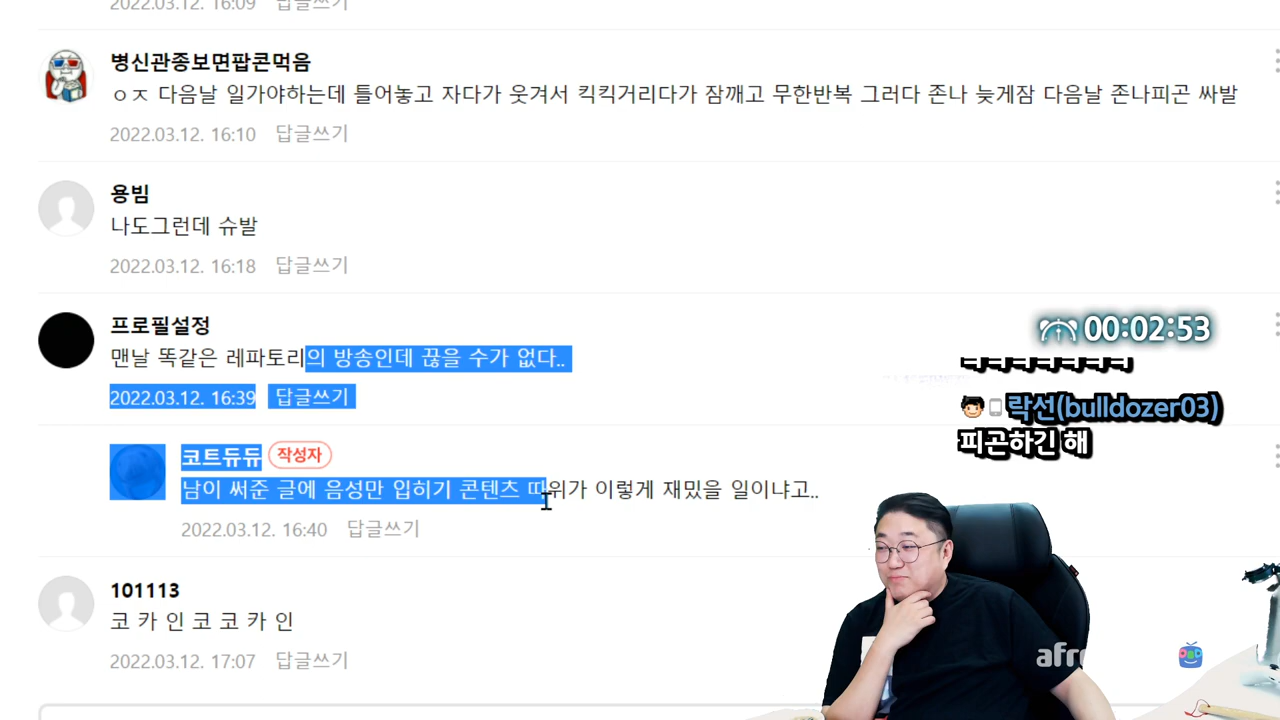 2022.03.12. 16:09 답글쓰기
병신관종보면팝콘먹음
ㅇㅈ 다음날 일가야하는데 틀어놓고 자다가 웃겨서 킥킥거리다가 잠깨고 무한반복 그러다 존나 늦게잠 다음날 존나피곤 싸발
2022.03.12. 16:10 답글쓰기
용빔
나도그런데 슈발
2022.03.12. 16:18 답글쓰기
프로필설정
맨날 똑같은 레파토리의 방송인데 끊을 수가 없다..
2022.03.12. 16:39 답글쓰기
코트듀듀 작성자
남이 써준 글에 음성만 입히기 콘텐츠 따위가 이렇게 재밌을 일이냐고..
2022.03.12. 16:40 답글쓰기
101113
코 카 인 코 코 카 인
2022.03.12. 17:07 답글쓰기
00:02:53
ㅋㅋㅋㅋㅋㅋㅋ
락선(bulldozer03)
피곤하긴 해